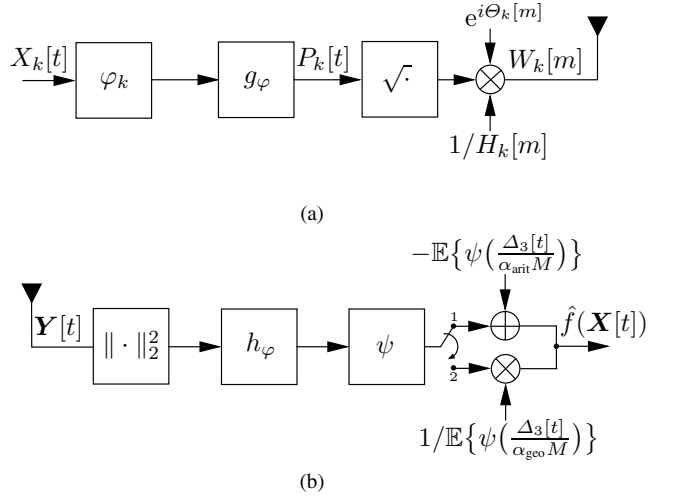 e^{iΘ_k[m]}
X_k[t] φ_k g_φ P_k[t] √· W_k[m]
1/H_k[m]
(a)
−𝔼{ψ(Δ_3[t]/α_arit M)}
Y[t] ‖·‖_2^2 h_φ ψ 1 2 f̂(X[t])
1/𝔼{ψ(Δ_3[t]/α_geo M)}
(b)